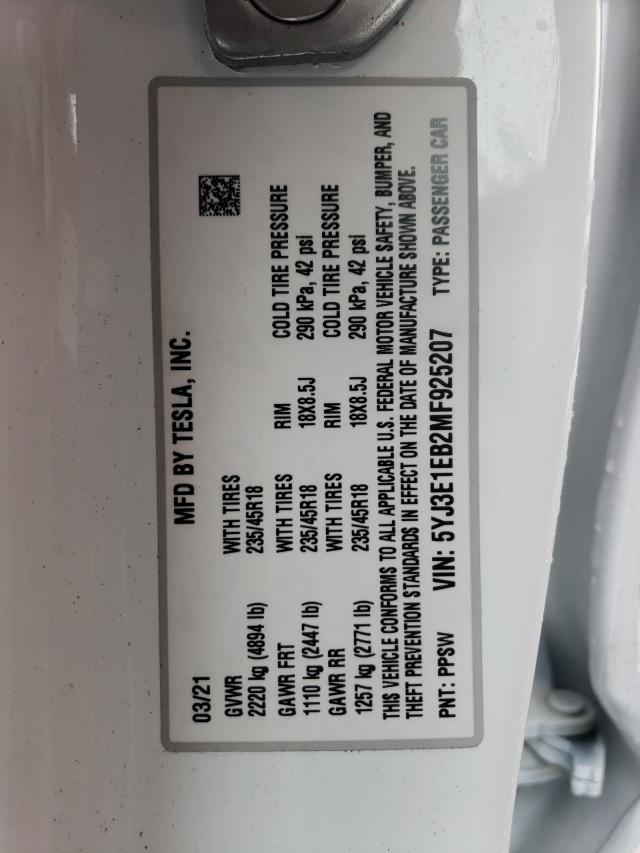 MFD BY TESLA, INC.
03/21
GVWR WITH TIRES
2220 kg (4894 lb) 235/45R18
GAWR FRT WITH TIRES RIM COLD TIRE PRESSURE
1110 kg (2447 lb) 235/45R18 18X8.5J 290 kPa, 42 psi
GAWR RR WITH TIRES RIM COLD TIRE PRESSURE
1257 kg (2771 lb) 235/45R18 18X8.5J 290 kPa, 42 psi
THIS VEHICLE CONFORMS TO ALL APPLICABLE U.S. FEDERAL MOTOR VEHICLE SAFETY, BUMPER, AND
THEFT PREVENTION STANDARDS IN EFFECT ON THE DATE OF MANUFACTURE SHOWN ABOVE.
PNT: PPSW VIN: 5YJ3E1EB2MF925207 TYPE: PASSENGER CAR